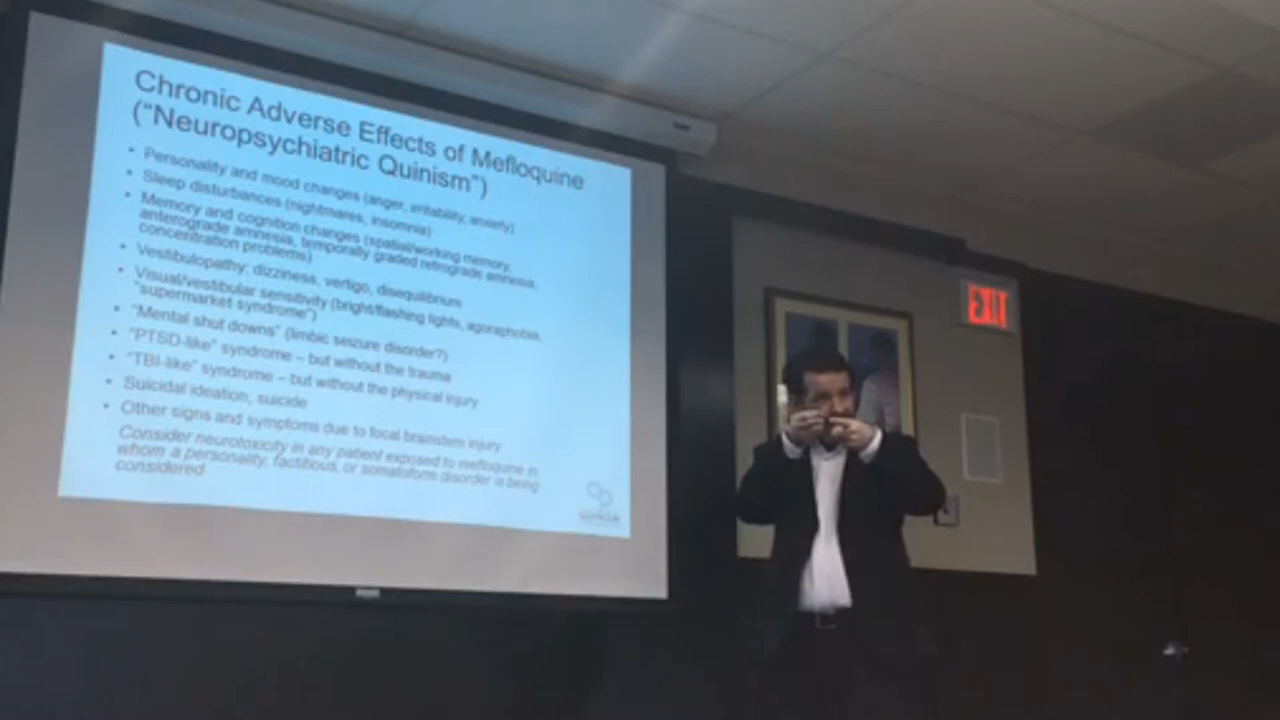 Chronic Adverse Effects of Mefloquine
("Neuropsychiatric Quinism")
• Personality and mood changes (anger, irritability, anxiety)
• Sleep disturbances (nightmares, insomnia)
• Memory and cognition changes (spatial/working memory,
anterograde amnesia, temporally graded retrograde amnesia,
concentration problems)
• Vestibulopathy: dizziness, vertigo, disequilibrium
• Visual/vestibular sensitivity (bright/flashing lights, agoraphobia,
"supermarket syndrome")
• "Mental shut downs" (limbic seizure disorder?)
• "PTSD-like" syndrome – but without the trauma
• "TBI-like" syndrome – but without the physical injury
• Suicidal ideation, suicide
• Other signs and symptoms due to focal brainstem injury
Consider neurotoxicity in any patient exposed to mefloquine in
whom a personality, factitious, or somatoform disorder is being
considered
EXIT